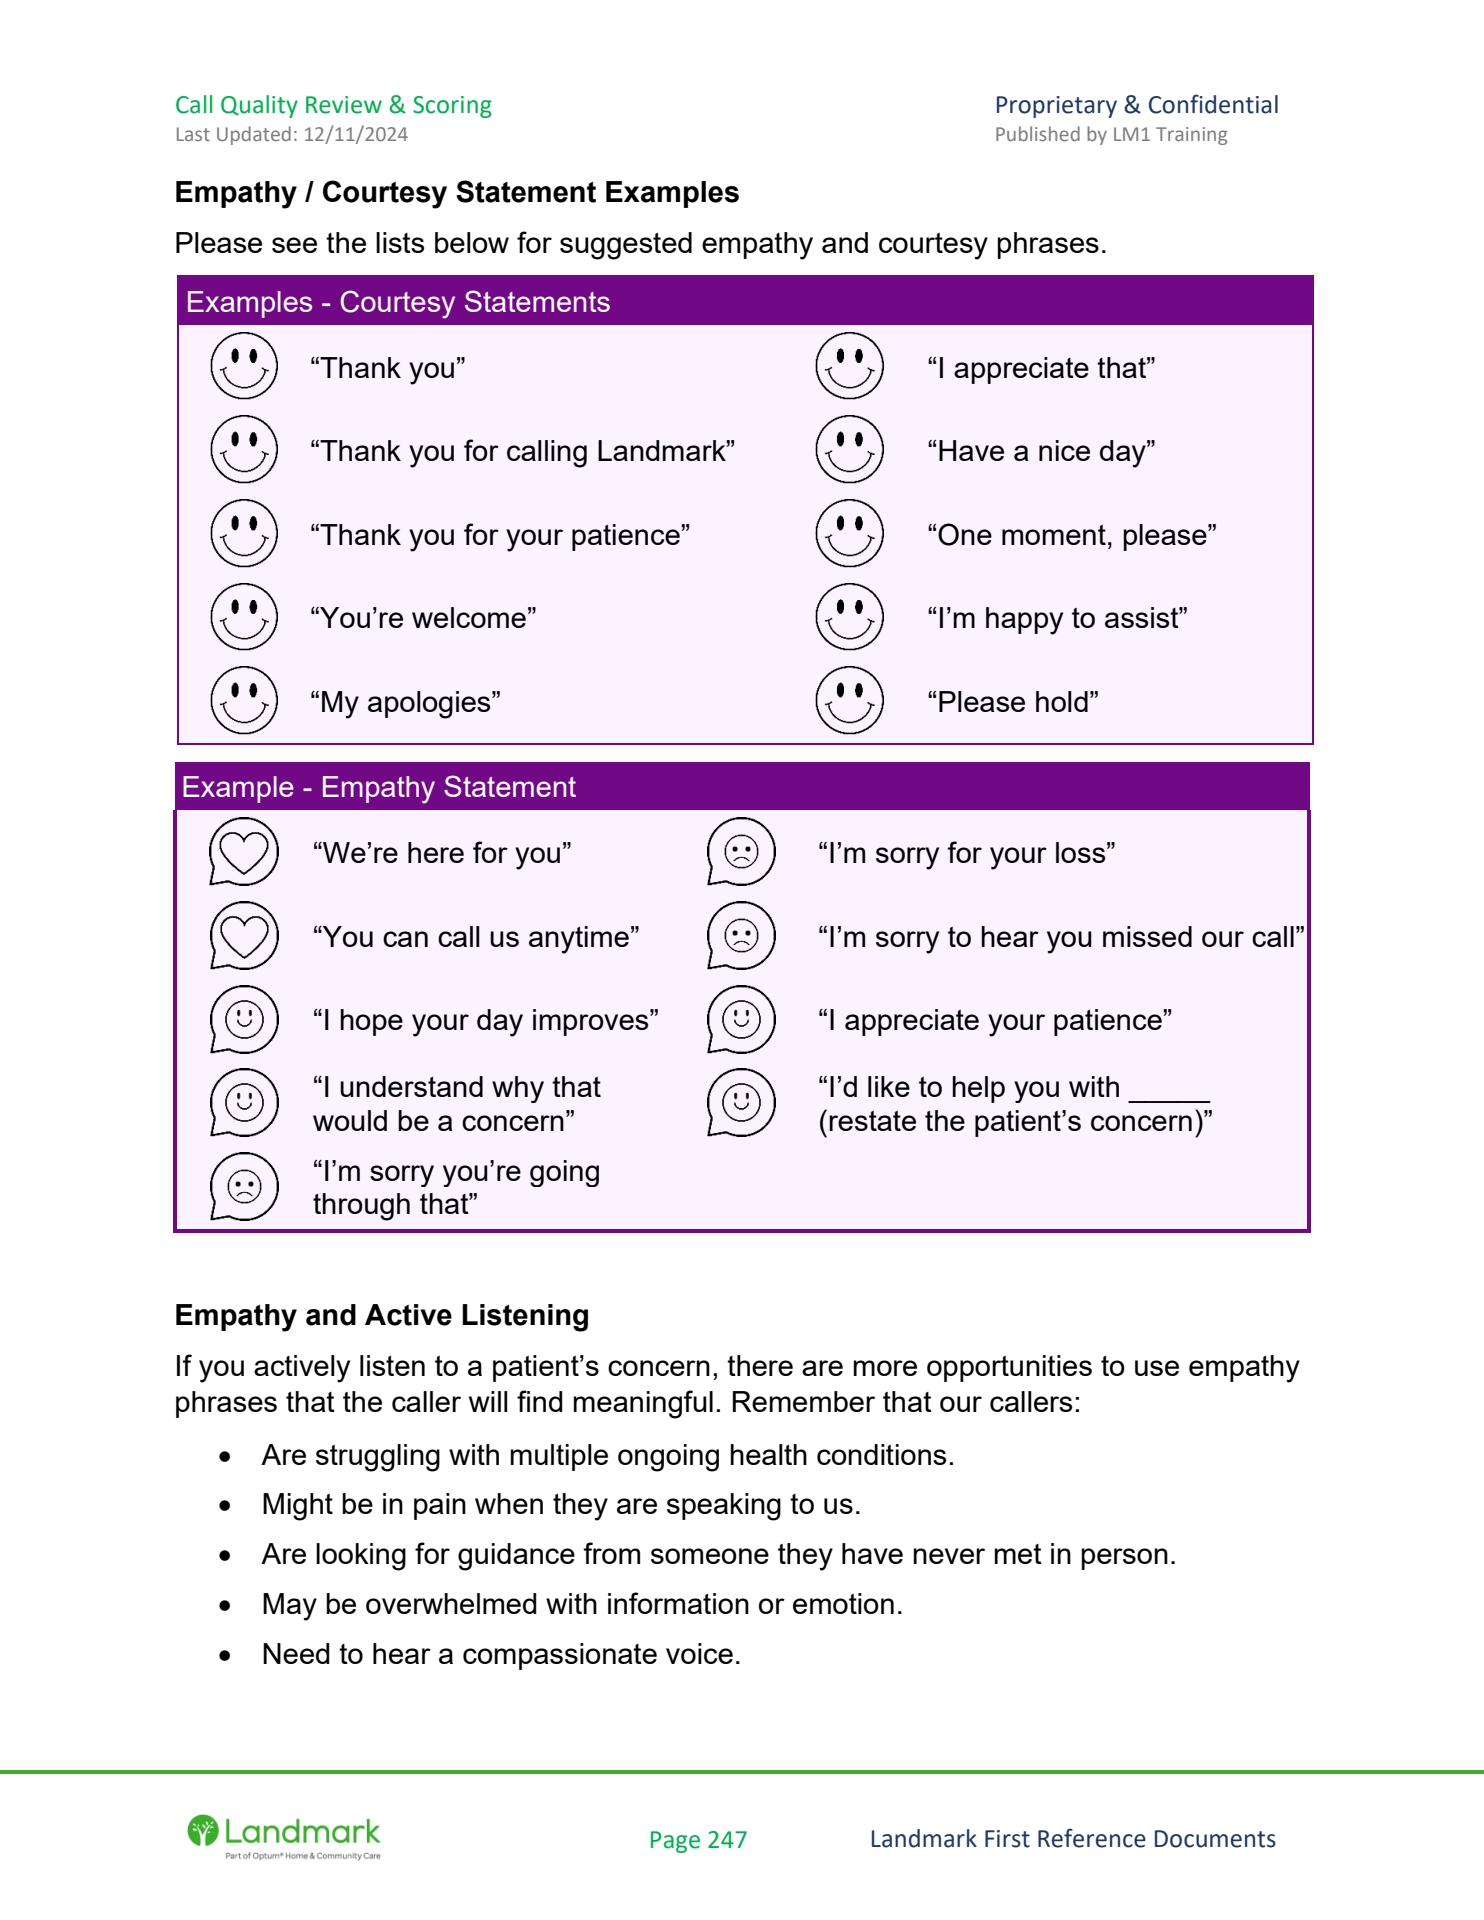 Call Quality Review & Scoring
Proprietary & Confidential
Last Updated: 12/11/2024
Published by LM1 Training
Empathy / Courtesy Statement Examples
Please see the lists below for suggested empathy and courtesy phrases.
Examples - Courtesy Statements
“Thank you”
“I appreciate that”
“Thank you for calling Landmark”
“Have a nice day”
“Thank you for your patience”
“One moment, please”
“You’re welcome”
“I’m happy to assist”
“My apologies”
“Please hold”
Example - Empathy Statement
“We’re here for you”
“I’m sorry for your loss”
“You can call us anytime”
“I’m sorry to hear you missed our call”
“I hope your day improves”
“I appreciate your patience”
“I understand why that
would be a concern”
“I’d like to help you with _____
(restate the patient’s concern)”
“I’m sorry you’re going
through that”
Empathy and Active Listening
If you actively listen to a patient’s concern, there are more opportunities to use empathy
phrases that the caller will find meaningful. Remember that our callers:
• Are struggling with multiple ongoing health conditions.
• Might be in pain when they are speaking to us.
• Are looking for guidance from someone they have never met in person.
• May be overwhelmed with information or emotion.
• Need to hear a compassionate voice.
Landmark
Part of Optum® Home & Community Care
Page 247
Landmark First Reference Documents